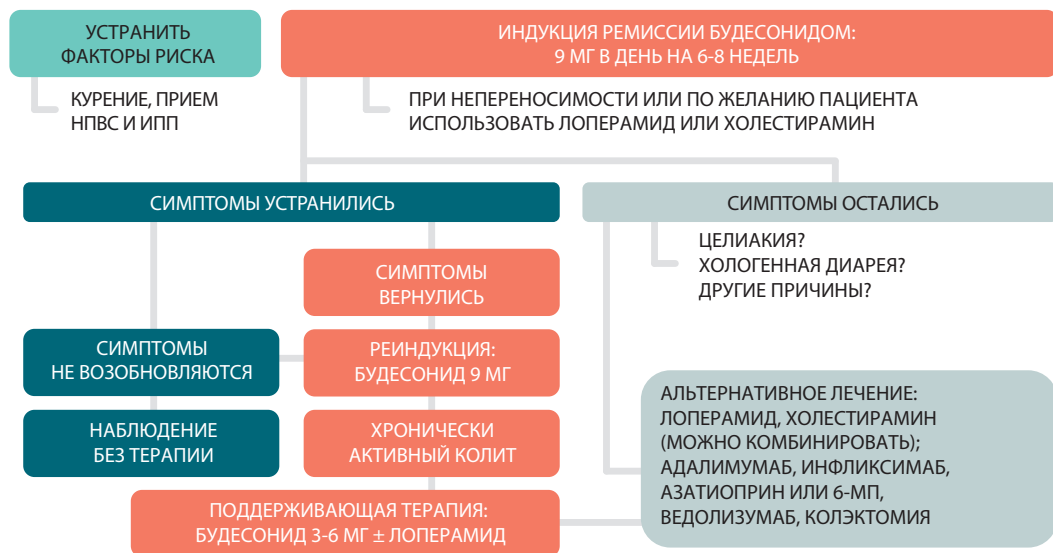 УСТРАНИТЬ
ФАКТОРЫ РИСКА
КУРЕНИЕ, ПРИЕМ
НПВС И ИПП
ИНДУКЦИЯ РЕМИССИИ БУДЕСОНИДОМ:
9 МГ В ДЕНЬ НА 6-8 НЕДЕЛЬ
ПРИ НЕПЕРЕНОСИМОСТИ ИЛИ ПО ЖЕЛАНИЮ ПАЦИЕНТА
ИСПОЛЬЗОВАТЬ ЛОПЕРАМИД ИЛИ ХОЛЕСТИРАМИН
СИМПТОМЫ УСТРАНИЛИСЬ
СИМПТОМЫ
ВЕРНУЛИСЬ
СИМПТОМЫ
НЕ ВОЗОБНОВЛЯЮТСЯ
РЕИНДУКЦИЯ:
БУДЕСОНИД 9 МГ
НАБЛЮДЕНИЕ
БЕЗ ТЕРАПИИ
ХРОНИЧЕСКИ
АКТИВНЫЙ КОЛИТ
ПОДДЕРЖИВАЮЩАЯ ТЕРАПИЯ:
БУДЕСОНИД 3-6 МГ ± ЛОПЕРАМИД
СИМПТОМЫ ОСТАЛИСЬ
ЦЕЛИАКИЯ?
ХОЛОГЕННАЯ ДИАРЕЯ?
ДРУГИЕ ПРИЧИНЫ?
АЛЬТЕРНАТИВНОЕ ЛЕЧЕНИЕ:
ЛОПЕРАМИД, ХОЛЕСТИРАМИН
(МОЖНО КОМБИНИРОВАТЬ);
АДАЛИМУМАБ, ИНФЛИКСИМАБ,
АЗАТИОПРИН ИЛИ 6-МП,
ВЕДОЛИЗУМАБ, КОЛЭКТОМИЯ